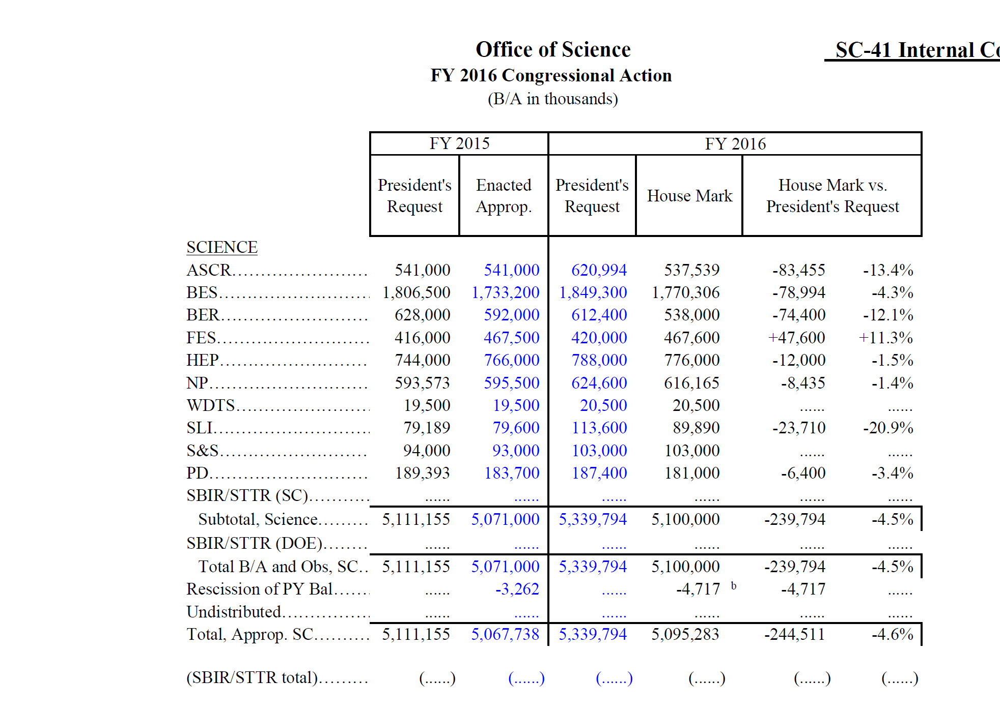 Office of Science
SC-41 Internal
FY 2016 Congressional Action
(B/A in thousands)
FY 2015 FY 2016
President's Request Enacted Approp. President's Request House Mark House Mark vs. President's Request
SCIENCE
ASCR........................ 541,000 541,000 620,994 537,539 -83,455 -13.4%
BES........................... 1,806,500 1,733,200 1,849,300 1,770,306 -78,994 -4.3%
BER.......................... 628,000 592,000 612,400 538,000 -74,400 -12.1%
FES........................... 416,000 467,500 420,000 467,600 +47,600 +11.3%
HEP.......................... 744,000 766,000 788,000 776,000 -12,000 -1.5%
NP............................ 593,573 595,500 624,600 616,165 -8,435 -1.4%
WDTS........................ 19,500 19,500 20,500 20,500 ...... ......
SLI............................ 79,189 79,600 113,600 89,890 -23,710 -20.9%
S&S.......................... 94,000 93,000 103,000 103,000 ...... ......
PD............................ 189,393 183,700 187,400 181,000 -6,400 -3.4%
SBIR/STTR (SC)........... ...... ...... ...... ...... ...... ......
Subtotal, Science......... 5,111,155 5,071,000 5,339,794 5,100,000 -239,794 -4.5%
SBIR/STTR (DOE)........ ...... ...... ...... ...... ...... ......
Total B/A and Obs, SC.. 5,111,155 5,071,000 5,339,794 5,100,000 -239,794 -4.5%
Rescission of PY Bal....... ...... -3,262 ...... -4,717 b -4,717 ......
Undistributed................ ...... ...... ...... ...... ...... ......
Total, Approp. SC.......... 5,111,155 5,067,738 5,339,794 5,095,283 -244,511 -4.6%
(SBIR/STTR total)......... (......) (......) (......) (......) (......) (......)